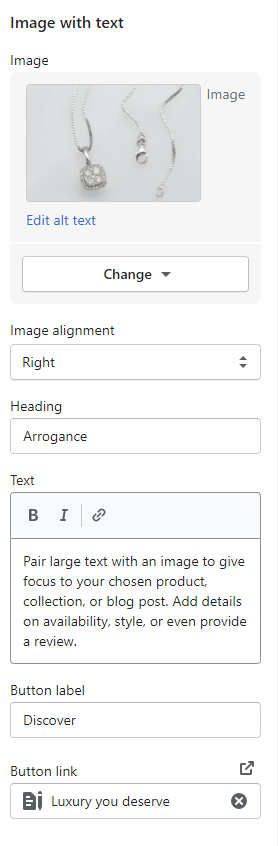 Image with text
Image
Image
Edit alt text
Change
Image alignment
Right
Heading
Arrogance
Text
B I
Pair large text with an image to give
focus to your chosen product,
collection, or blog post. Add details
on availability, style, or even provide
a review.
Button label
Discover
Button link
Luxury you deserve